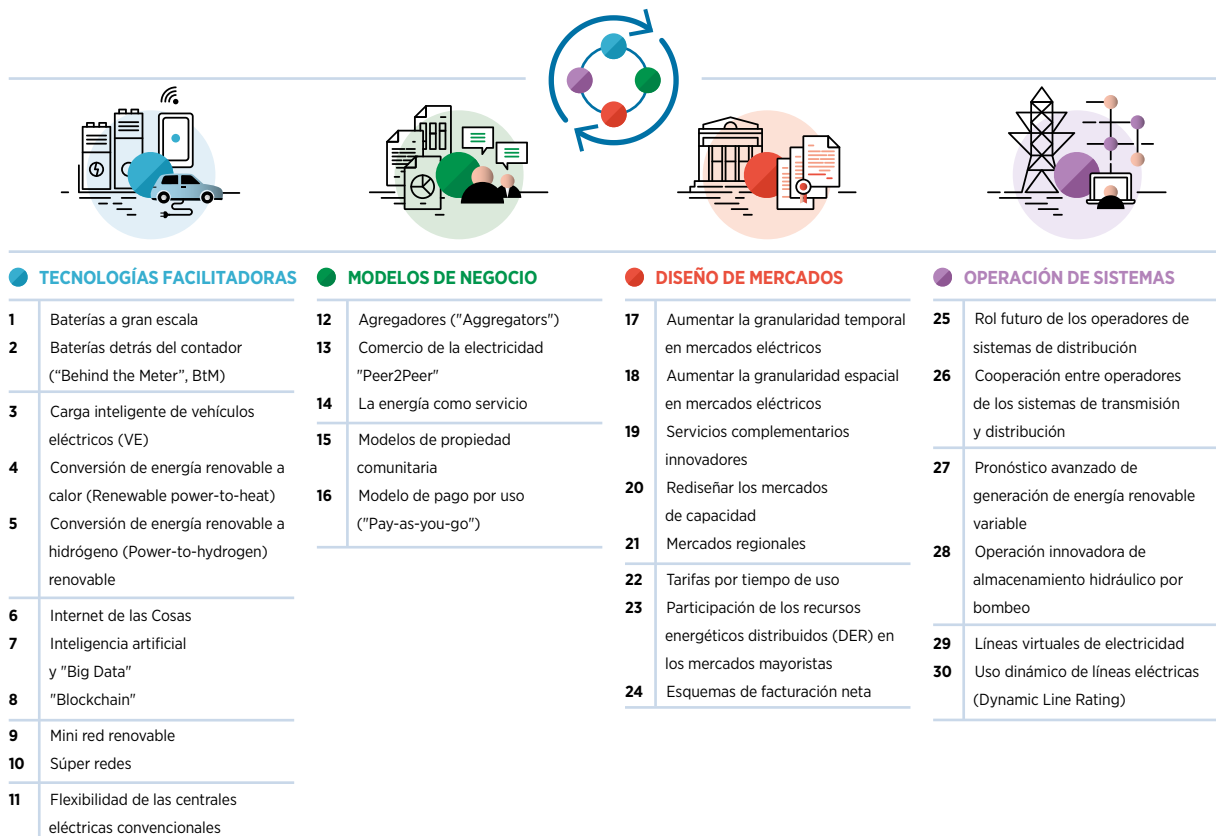 TECNOLOGÍAS FACILITADORAS
1 Baterías a gran escala
2 Baterías detrás del contador
(“Behind the Meter”, BtM)
3 Carga inteligente de vehículos
eléctricos (VE)
4 Conversión de energía renovable a
calor (Renewable power-to-heat)
5 Conversión de energía renovable a
hidrógeno (Power-to-hydrogen)
renovable
6 Internet de las Cosas
7 Inteligencia artificial
y "Big Data"
8 "Blockchain"
9 Mini red renovable
10 Súper redes
11 Flexibilidad de las centrales
eléctricas convencionales
MODELOS DE NEGOCIO
12 Agregadores ("Aggregators")
13 Comercio de la electricidad
"Peer2Peer"
14 La energía como servicio
15 Modelos de propiedad
comunitaria
16 Modelo de pago por uso
("Pay-as-you-go")
DISEÑO DE MERCADOS
17 Aumentar la granularidad temporal
en mercados eléctricos
18 Aumentar la granularidad espacial
en mercados eléctricos
19 Servicios complementarios
innovadores
20 Rediseñar los mercados
de capacidad
21 Mercados regionales
22 Tarifas por tiempo de uso
23 Participación de los recursos
energéticos distribuidos (DER) en
los mercados mayoristas
24 Esquemas de facturación neta
OPERACIÓN DE SISTEMAS
25 Rol futuro de los operadores de
sistemas de distribución
26 Cooperación entre operadores
de los sistemas de transmisión
y distribución
27 Pronóstico avanzado de
generación de energía renovable
variable
28 Operación innovadora de
almacenamiento hidráulico por
bombeo
29 Líneas virtuales de electricidad
30 Uso dinámico de líneas eléctricas
(Dynamic Line Rating)